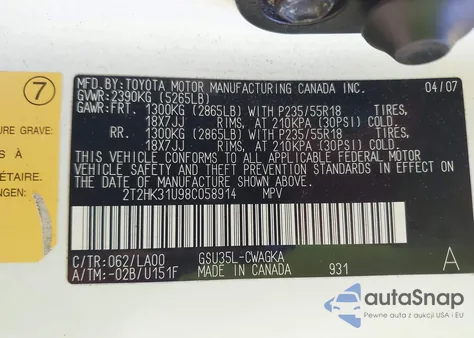 MFD.BY:TOYOTA MOTOR MANUFACTURING CANADA INC. 04/07
GVWR:2390KG (5265LB)
GAWR:FRT. 1300KG (2865LB) WITH P235/55R18 TIRES,
18X7JJ RIMS, AT 210KPA (30PSI) COLD.
RR. 1300KG (2865LB) WITH P235/55R18 TIRES,
18X7JJ RIMS, AT 210KPA (30PSI) COLD.
THIS VEHICLE CONFORMS TO ALL APPLICABLE FEDERAL MOTOR
VEHICLE SAFETY AND THEFT PREVENTION STANDARDS IN EFFECT ON
THE DATE OF MANUFACTURE SHOWN ABOVE.
2T2HK31U98C058914 MPV
C/TR:062/LA00 GSU35L-CWAGKA
A/TM:-02B/U151F MADE IN CANADA 931 A
7
URE GRAVE:
ÉTAIRE.
NGEN:
autoSnap
Pewne auto z USA i EU